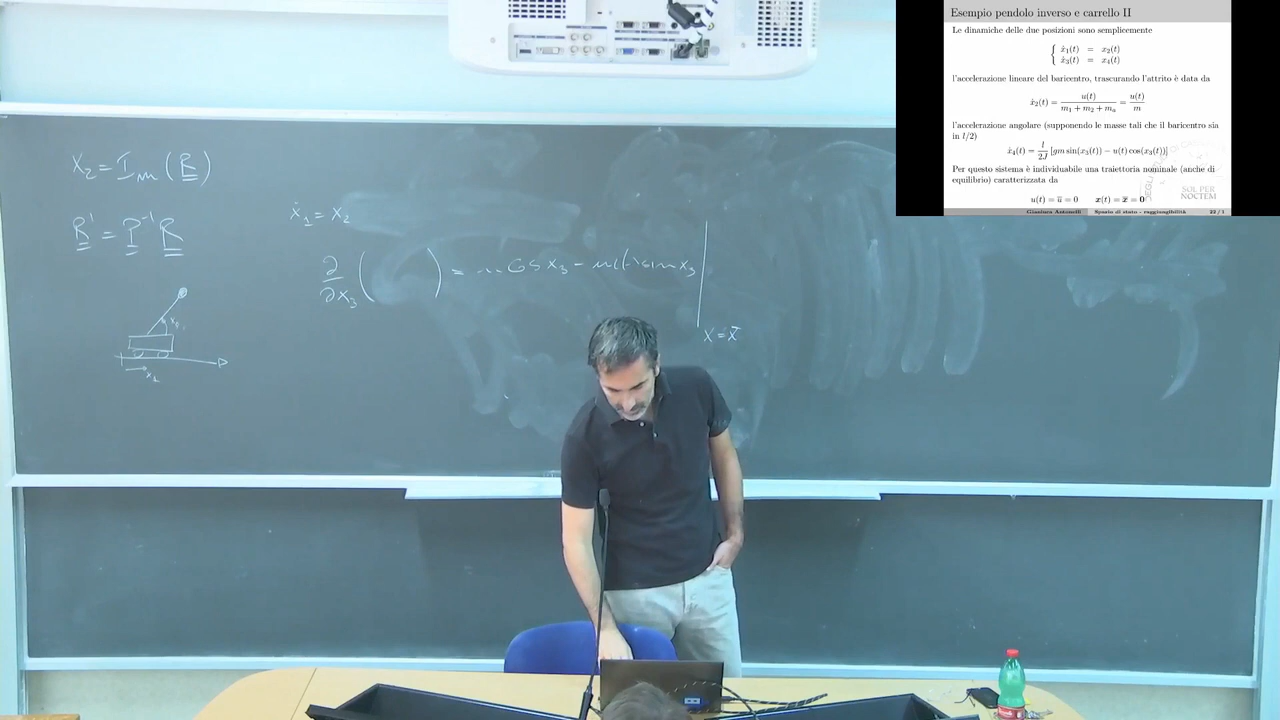 X₂ = Im (R)
R' = P⁻¹ R
x₁
ẋ₁ = x₂
∂/∂x₃ ( ) = m G S x₃ - u(-) sin x₃ | x = x̄
Esempio pendolo inverso e carrello II
Le dinamiche delle due posizioni sono semplicemente
{ ẋ₁(t) = x₂(t)
ẋ₃(t) = x₄(t)
l'accelerazione lineare del baricentro, trascurando l'attrito è data da
ẋ₂(t) = u(t) / (m₁ + m₂ + mₐ) = u(t) / m
l'accelerazione angolare (supponendo le masse tali che il baricentro sia
in l/2)
ẋ₄(t) = l/2J [gm sin(x₃(t)) − u(t) cos(x₃(t))]
Per questo sistema è individuabile una traiettoria nominale (anche di
equilibrio) caratterizzata da
u(t) = ū = 0 x(t) = x̄ = 0
SOL PER
NOCTEM
Gianluca Antonelli Spazio di stato - raggiungibilità 22 / 1